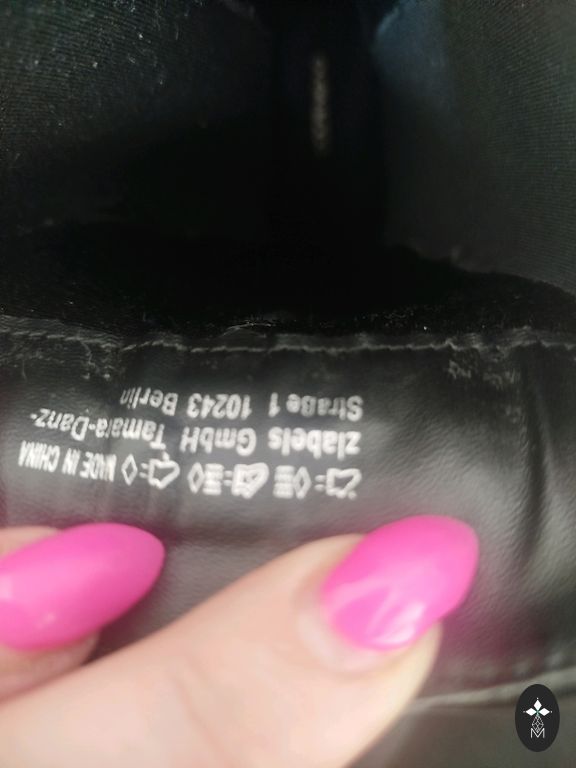 MADE IN CHINA
zlabels GmbH Tamara-Danz-
Straße 1 10243 Berlin
M